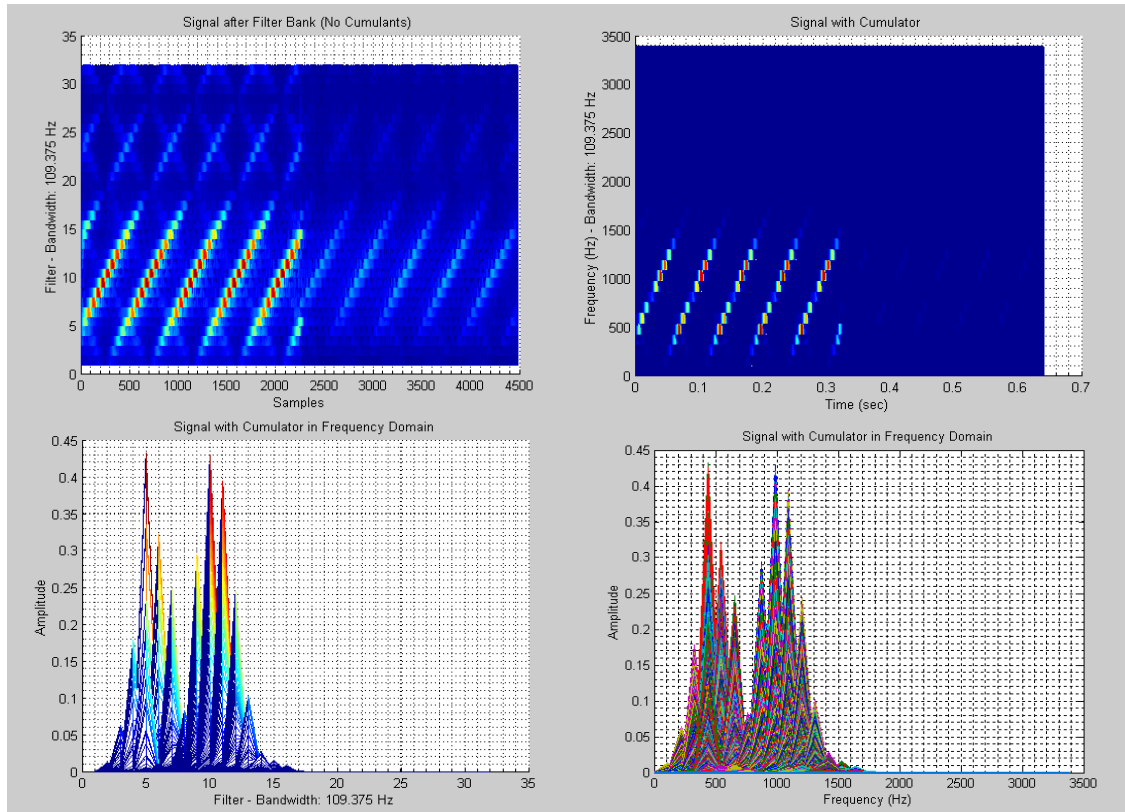 Signal after Filter Bank (No Cumulants)
35
30
25
20
15
10
5
0
Filter - Bandwidth: 109.375 Hz
0 500 1000 1500 2000 2500 3000 3500 4000 4500
Samples
Signal with Cumulator
3500
3000
2500
2000
1500
1000
500
0
Frequency (Hz) - Bandwidth: 109.375 Hz
0 0.1 0.2 0.3 0.4 0.5 0.6 0.7
Time (sec)
Signal with Cumulator in Frequency Domain
0.45
0.4
0.35
0.3
0.25
0.2
0.15
0.1
0.05
0
Amplitude
0 5 10 15 20 25 30 35
Filter - Bandwidth: 109.375 Hz
Signal with Cumulator in Frequency Domain
0.45
0.4
0.35
0.3
0.25
0.2
0.15
0.1
0.05
0
Amplitude
0 500 1000 1500 2000 2500 3000 3500
Frequency (Hz)